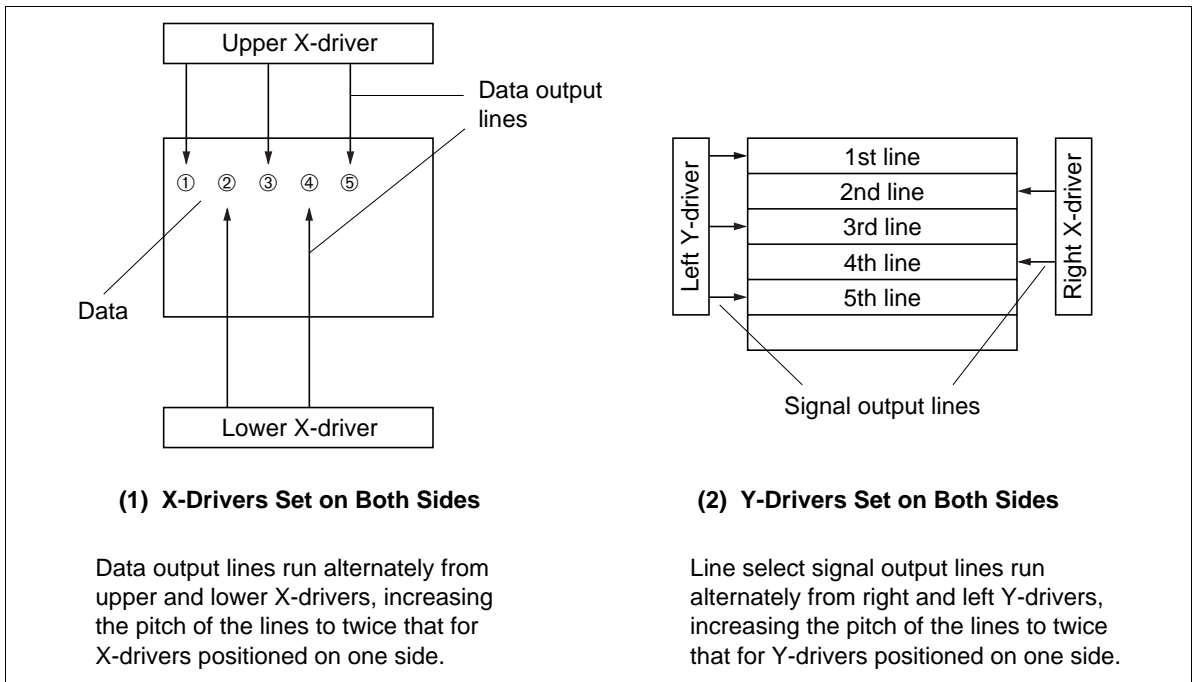 Upper X-driver
Data output
lines
① ② ③ ④ ⑤
Data
Lower X-driver
(1) X-Drivers Set on Both Sides
Data output lines run alternately from
upper and lower X-drivers, increasing
the pitch of the lines to twice that for
X-drivers positioned on one side.
Left Y-driver
1st line
2nd line
3rd line
4th line
5th line
Right X-driver
Signal output lines
(2) Y-Drivers Set on Both Sides
Line select signal output lines run
alternately from right and left Y-drivers,
increasing the pitch of the lines to twice
that for Y-drivers positioned on one side.